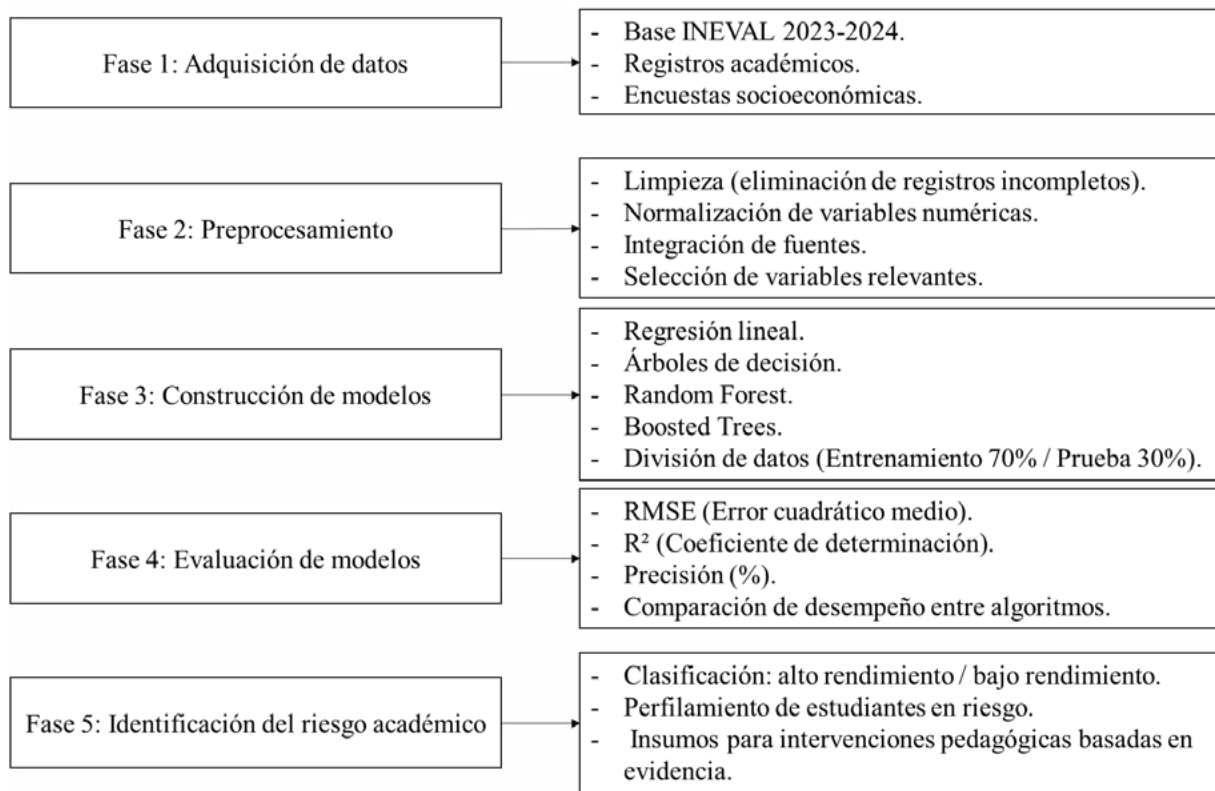 Fase 1: Adquisición de datos
- Base INEVAL 2023-2024.
- Registros académicos.
- Encuestas socioeconómicas.
Fase 2: Preprocesamiento
- Limpieza (eliminación de registros incompletos).
- Normalización de variables numéricas.
- Integración de fuentes.
- Selección de variables relevantes.
Fase 3: Construcción de modelos
- Regresión lineal.
- Árboles de decisión.
- Random Forest.
- Boosted Trees.
- División de datos (Entrenamiento 70% / Prueba 30%).
Fase 4: Evaluación de modelos
- RMSE (Error cuadrático medio).
- R² (Coeficiente de determinación).
- Precisión (%).
- Comparación de desempeño entre algoritmos.
Fase 5: Identificación del riesgo académico
- Clasificación: alto rendimiento / bajo rendimiento.
- Perfilamiento de estudiantes en riesgo.
- Insumos para intervenciones pedagógicas basadas en
evidencia.